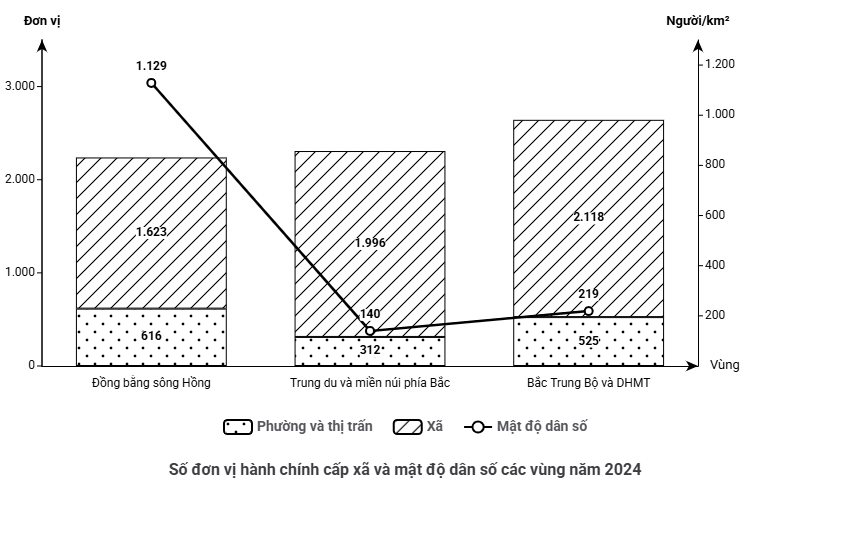 Đơn vị
Người/km²
1.129
1.200
3.000
1.000
800
2.000
1.623
1.996
2.118
600
400
1.000
140
219
200
616
312
525
0
Vùng
Đồng bằng sông Hồng
Trung du và miền núi phía Bắc
Bắc Trung Bộ và DHMT
Phường và thị trấn
Xã
Mật độ dân số
Số đơn vị hành chính cấp xã và mật độ dân số các vùng năm 2024